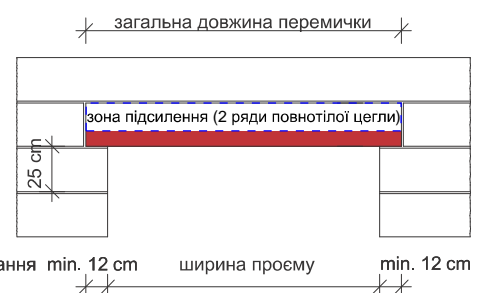 загальна довжина перемички
зона підсилення (2 ряди повнотілої цегли)
25 cm
min. 12 cm ширина проєму min. 12 cm